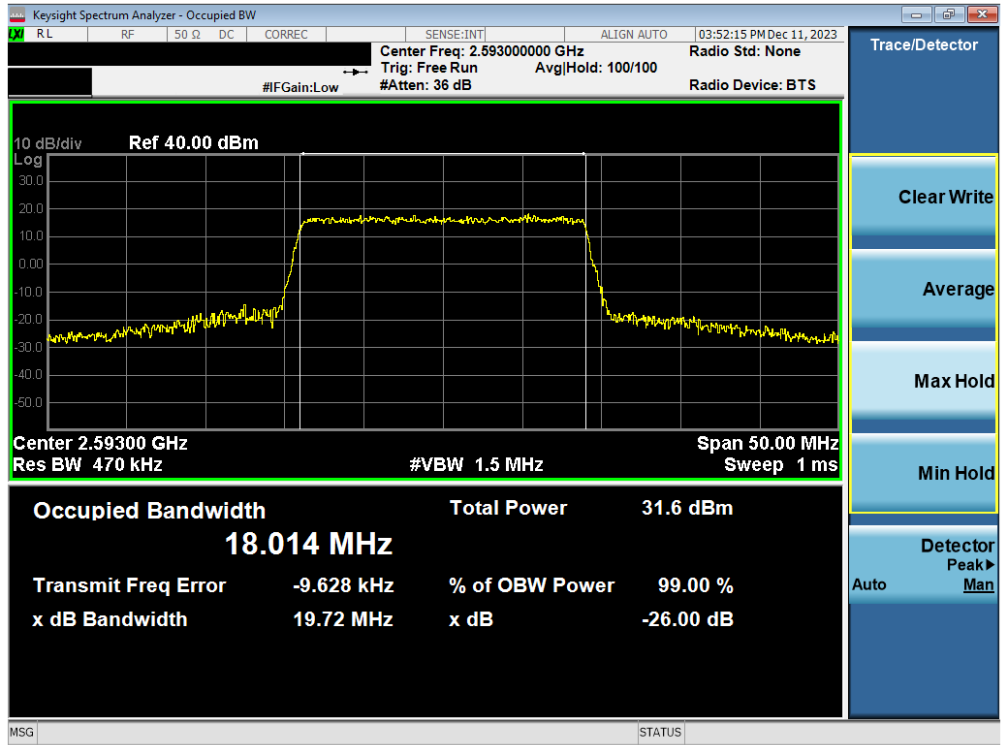 Keysight Spectrum Analyzer - Occupied BW
LXI RL RF 50 Ω DC CORREC SENSE:INT ALIGN AUTO 03:52:15 PM Dec 11, 2023
Center Freq: 2.593000000 GHz Radio Std: None
Trig: Free Run Avg|Hold: 100/100
#IFGain:Low #Atten: 36 dB Radio Device: BTS
Trace/Detector
10 dB/div Ref 40.00 dBm
Log
30.0
20.0
10.0
0.00
-10.0
-20.0
-30.0
-40.0
-50.0
Center 2.59300 GHz Span 50.00 MHz
Res BW 470 kHz #VBW 1.5 MHz Sweep 1 ms
Occupied Bandwidth Total Power 31.6 dBm
18.014 MHz
Transmit Freq Error -9.628 kHz % of OBW Power 99.00 %
x dB Bandwidth 19.72 MHz x dB -26.00 dB
Clear Write
Average
Max Hold
Min Hold
Detector
Peak▶
Auto Man
MSG STATUS